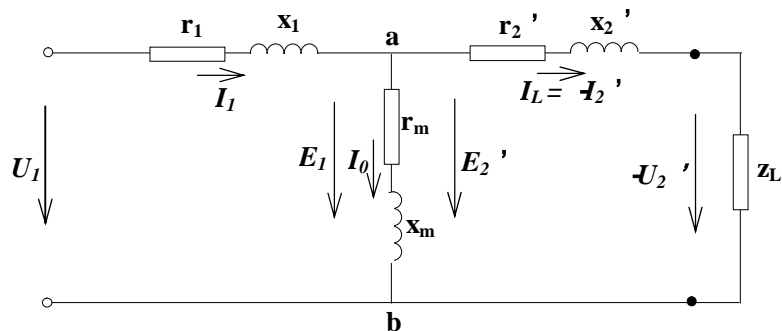 r1 x1 a r2’ x2’
I1 IL = -I2’
rm
U1 E1 I0 E2’ -U2’ zL
xm
b